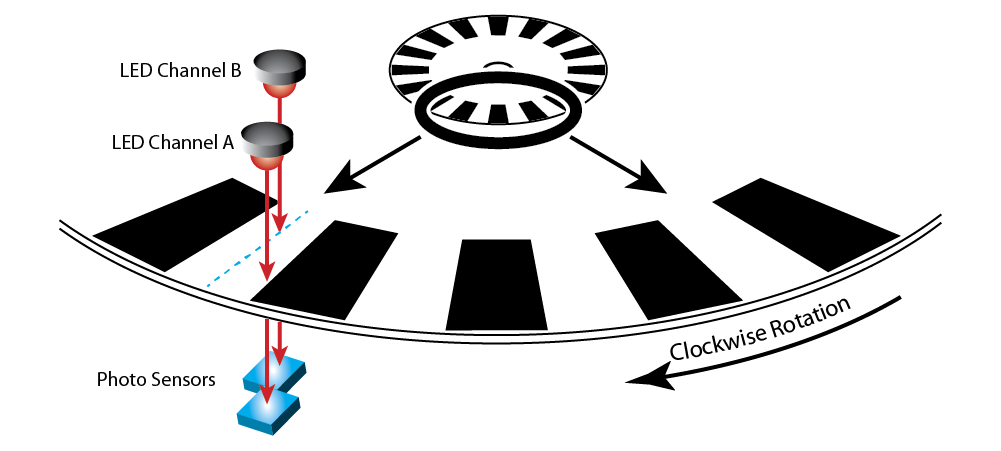 LED Channel B
LED Channel A
Clockwise Rotation
Photo Sensors